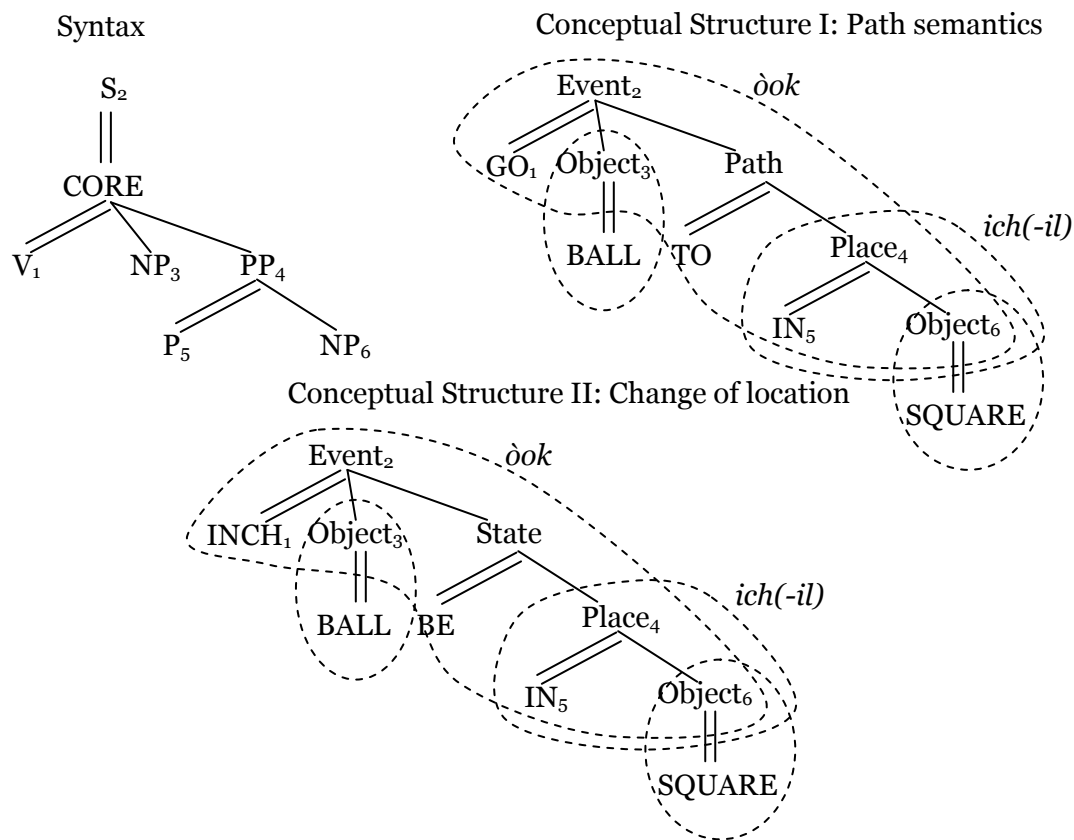 Syntax
Conceptual Structure I: Path semantics
S₂
CORE
V₁ NP₃ PP₄
P₅ NP₆
Event₂ òok
GO₁ Object₃ Path
BALL TO Place₄ ich(-il)
IN₅ Object₆
SQUARE
Conceptual Structure II: Change of location
Event₂ òok
INCH₁ Object₃ State
BALL BE Place₄ ich(-il)
IN₅ Object₆
SQUARE